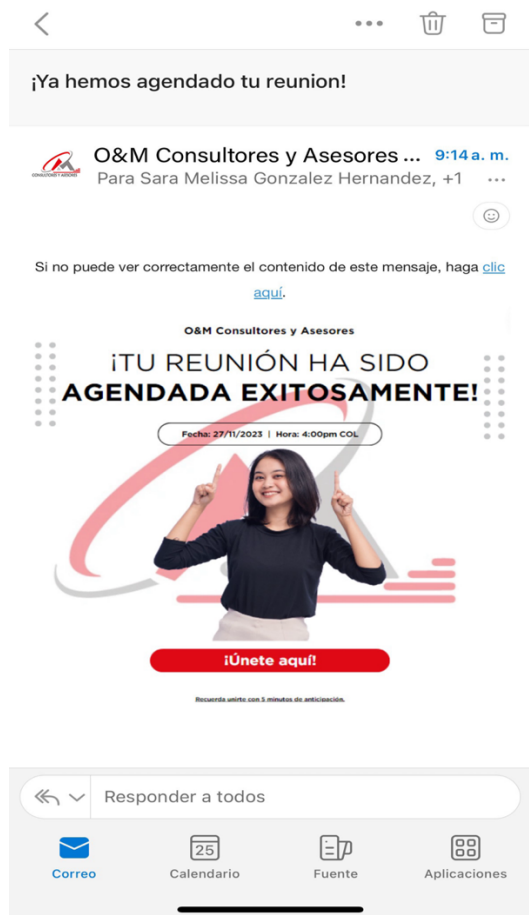 ¡Ya hemos agendado tu reunion!
O&M Consultores y Asesores ... 9:14 a. m.
Para Sara Melissa Gonzalez Hernandez, +1
CONSULTORES Y ASESORES
Si no puede ver correctamente el contenido de este mensaje, haga clic
aquí.
O&M Consultores y Asesores
¡TU REUNIÓN HA SIDO
AGENDADA EXITOSAMENTE!
Fecha: 27/11/2023 | Hora: 4:00pm COL
¡Únete aquí!
Recuerda unirte con 5 minutos de anticipación.
Responder a todos
25
Correo Calendario Fuente Aplicaciones